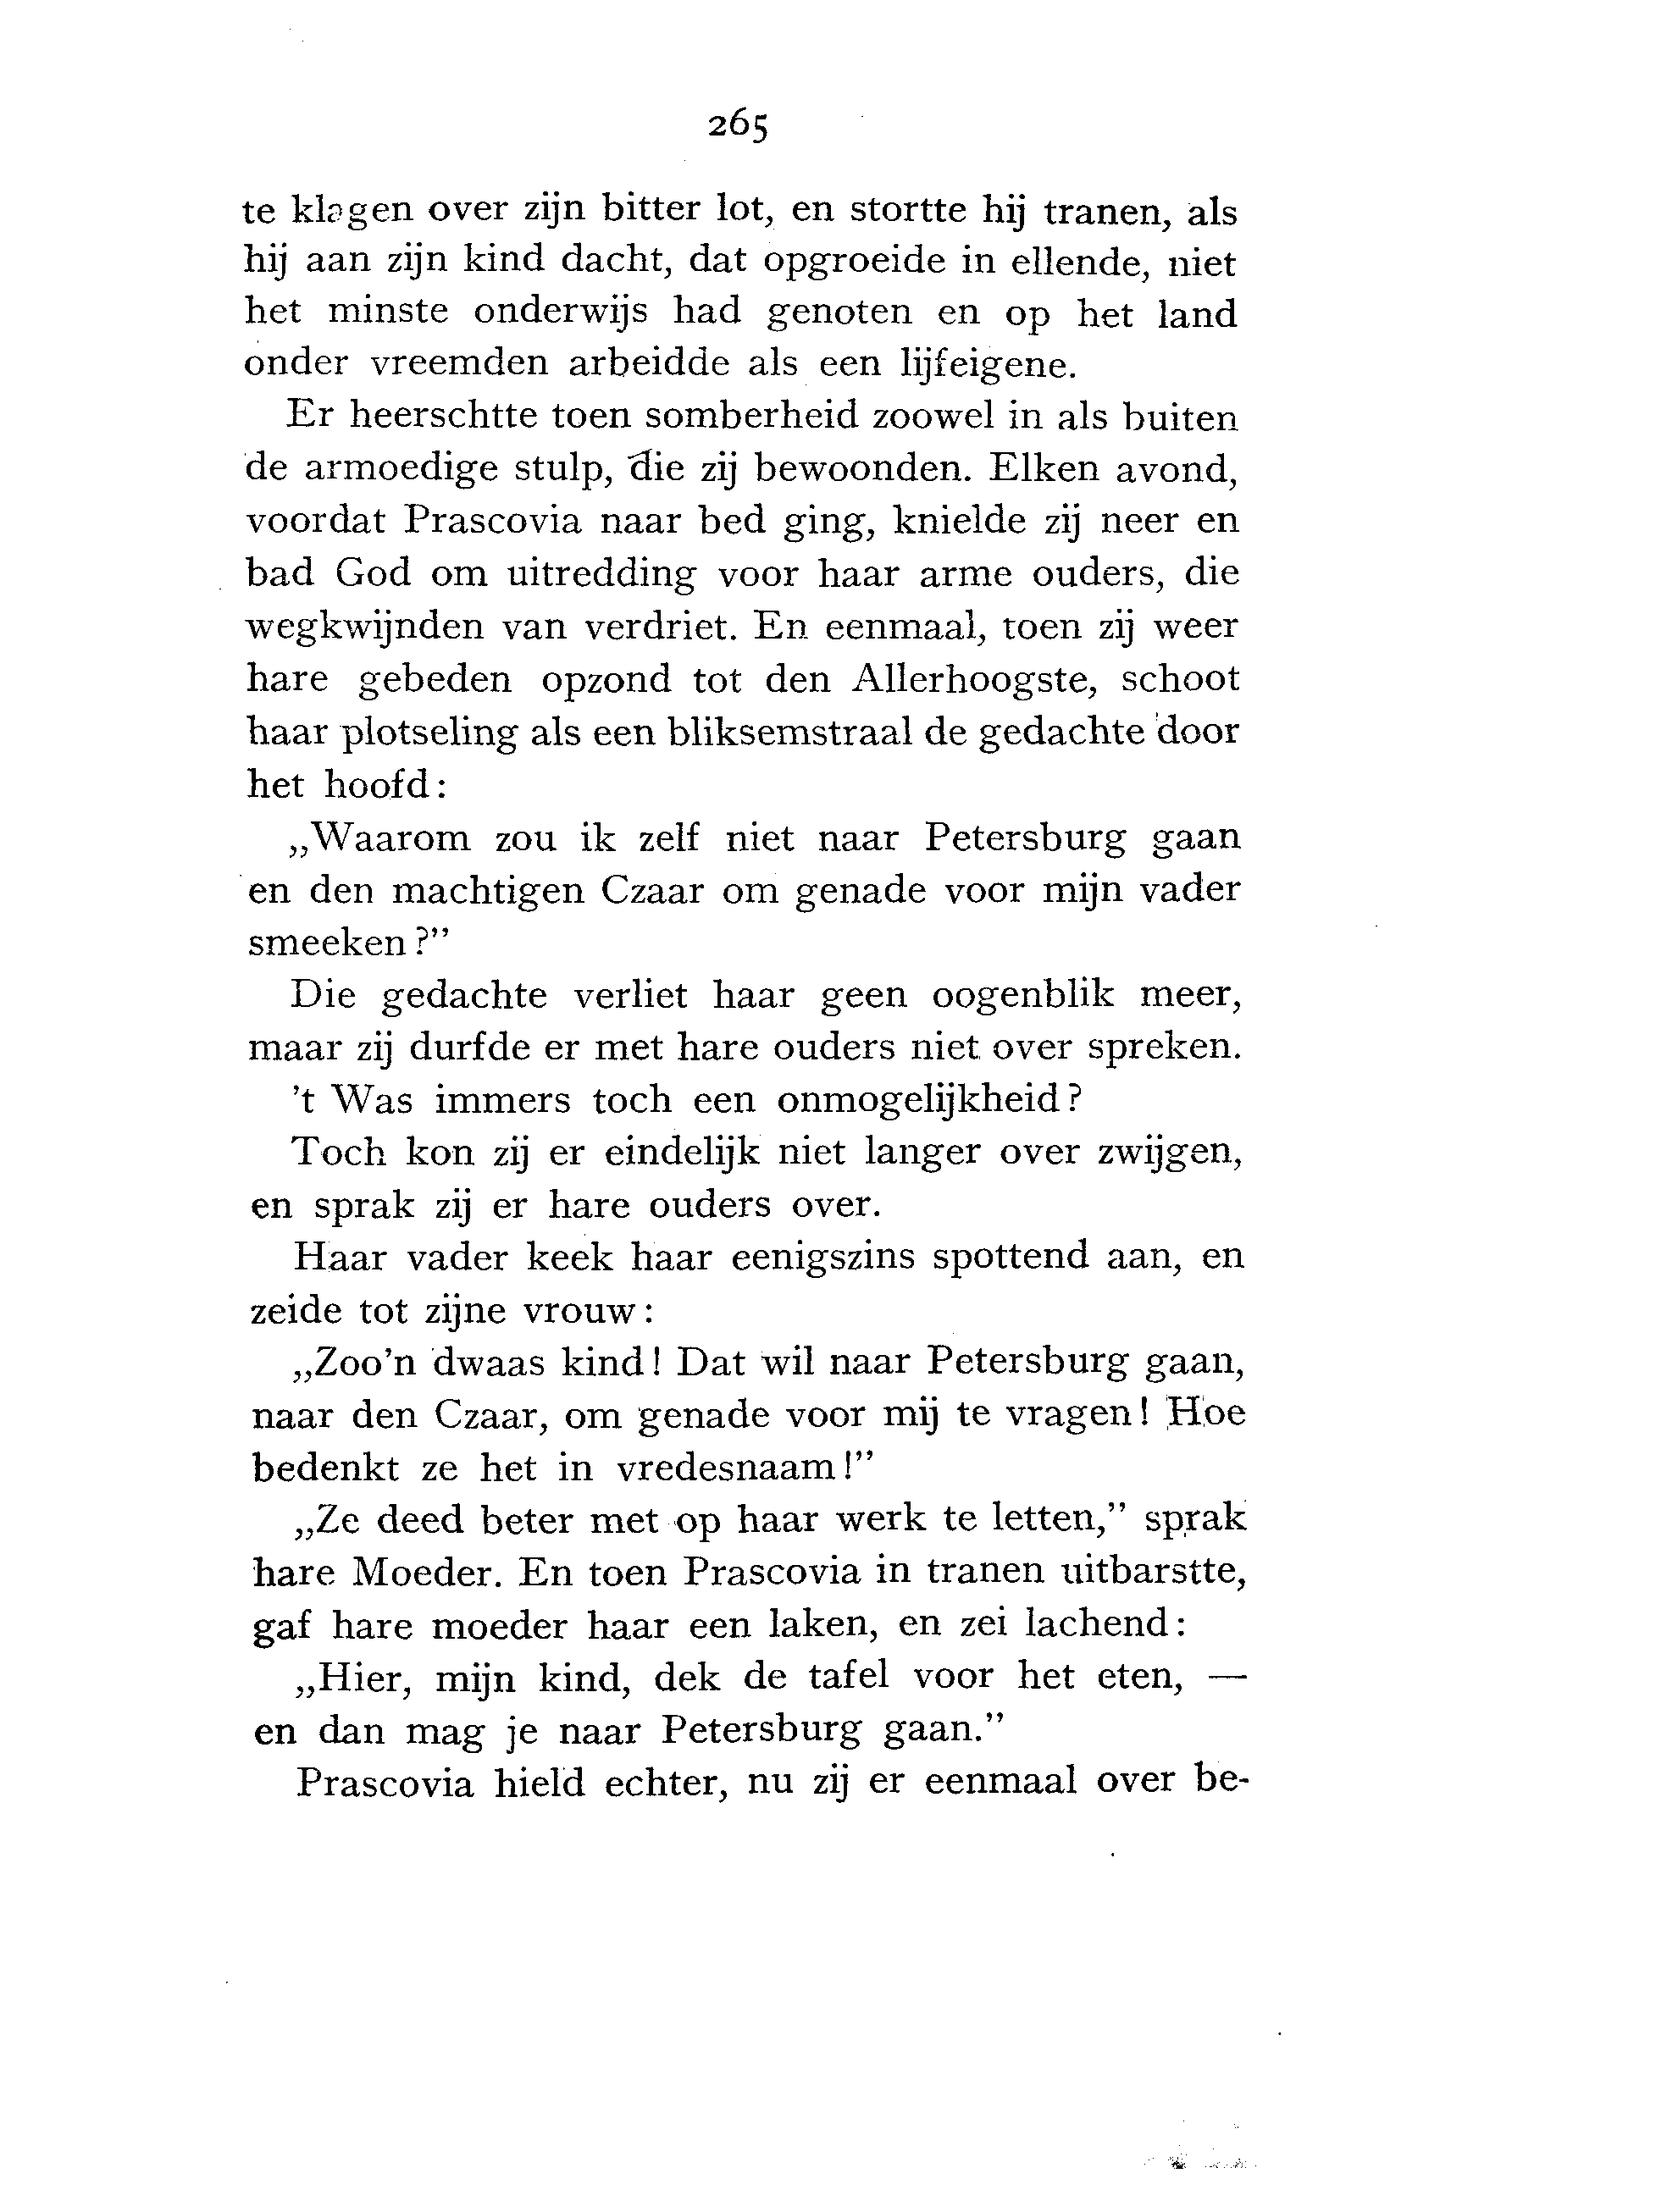 265
te klagen over zijn bitter lot, en stortte hij tranen, als
hij aan zijn kind dacht, dat opgroeide in ellende, niet
het minste onderwijs had genoten en op het land
onder vreemden arbeidde als een lijfeigene.
Er heerschtte toen somberheid zoowel in als buiten
de armoedige stulp, die zij bewoonden. Elken avond,
voordat Prascovia naar bed ging, knielde zij neer en
bad God om uitredding voor haar arme ouders, die
wegkwijnden van verdriet. En eenmaal, toen zij weer
hare gebeden opzond tot den Allerhoogste, schoot
haar plotseling als een bliksemstraal de gedachte door
het hoofd:
„Waarom zou ik zelf niet naar Petersburg gaan
en den machtigen Czaar om genade voor mijn vader
smeeken?”
Die gedachte verliet haar geen oogenblik meer,
maar zij durfde er met hare ouders niet over spreken.
’t Was immers toch een onmogelijkheid?
Toch kon zij er eindelijk niet langer over zwijgen,
en sprak zij er hare ouders over.
Haar vader keek haar eenigszins spottend aan, en
zeide tot zijne vrouw:
„Zoo’n dwaas kind! Dat wil naar Petersburg gaan,
naar den Czaar, om genade voor mij te vragen! Hoe
bedenkt ze het in vredesnaam!”
„Ze deed beter met op haar werk te letten,” sprak
hare Moeder. En toen Prascovia in tranen uitbarstte,
gaf hare moeder haar een laken, en zei lachend:
„Hier, mijn kind, dek de tafel voor het eten, —
en dan mag je naar Petersburg gaan.”
Prascovia hield echter, nu zij er eenmaal over be-